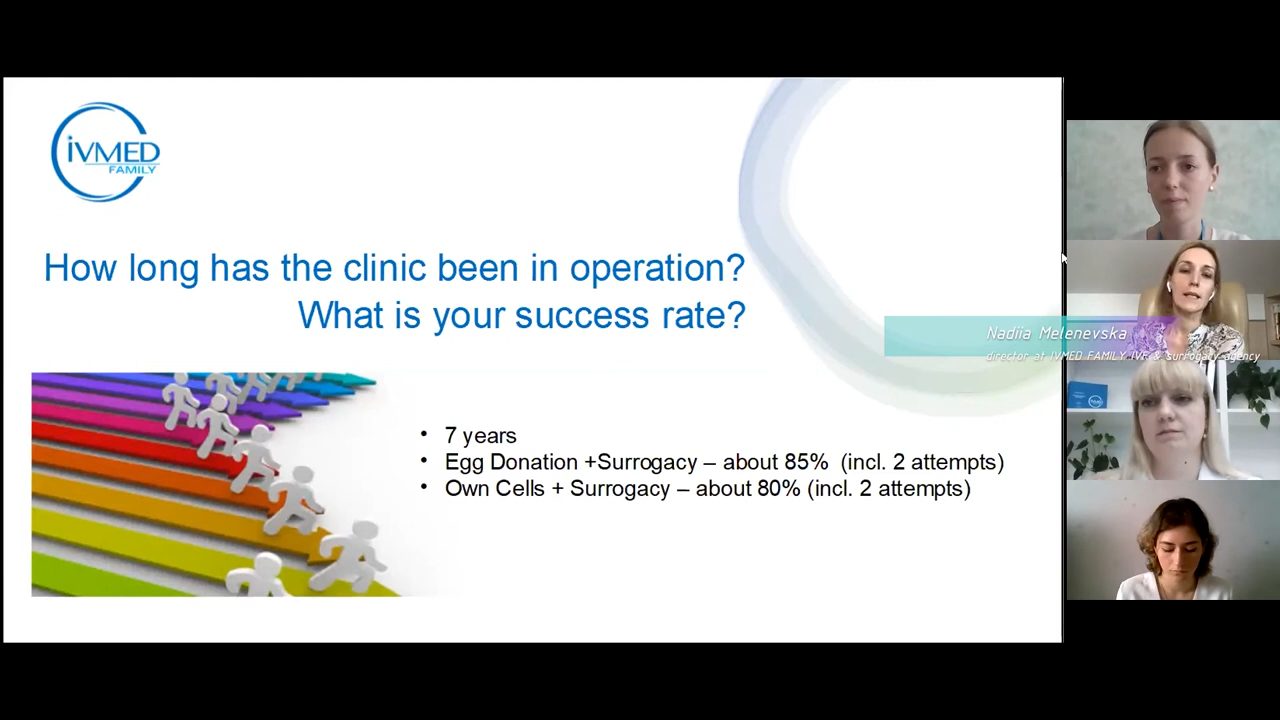 iVMED
FAMILY
How long has the clinic been in operation?
What is your success rate?
• 7 years
• Egg Donation +Surrogacy – about 85% (incl. 2 attempts)
• Own Cells + Surrogacy – about 80% (incl. 2 attempts)
Nadiia Melenevska
director at IVMED FAMILY IVF & surrogacy agency